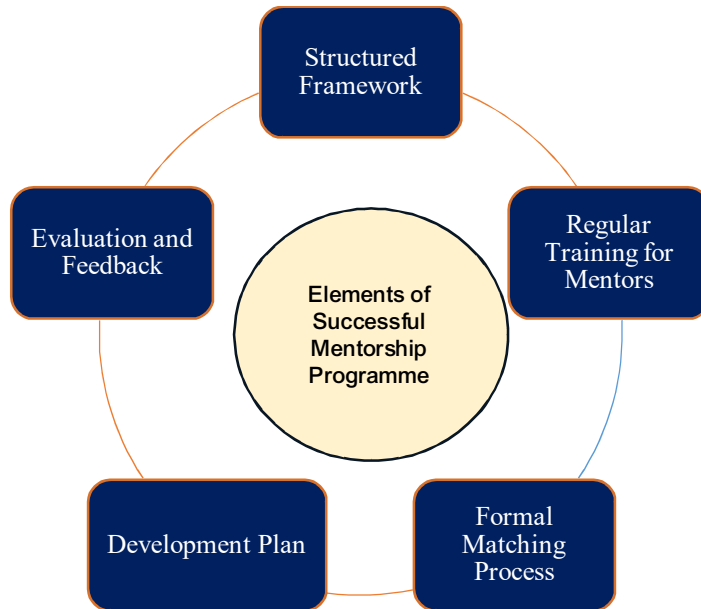 Structured
Framework
Regular
Training for
Mentors
Formal
Matching
Process
Development Plan
Evaluation and
Feedback
Elements of
Successful
Mentorship
Programme